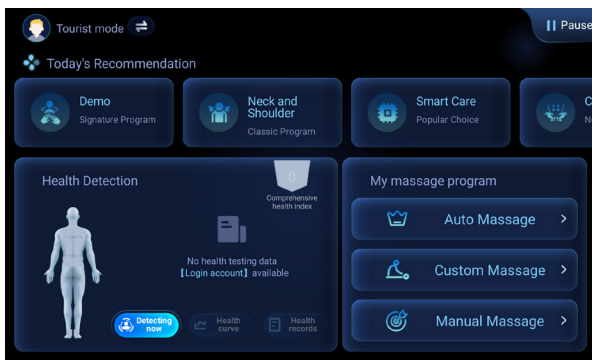 Tourist mode
Pause
Today's Recommendation
Demo
Signature Program
Neck and
Shoulder
Classic Program
Smart Care
Popular Choice
Health Detection
0
Comprehensive
health index
No health testing data
【Login account】available
Detecting
now
Health
curve
Health
records
My massage program
Auto Massage
Custom Massage
Manual Massage